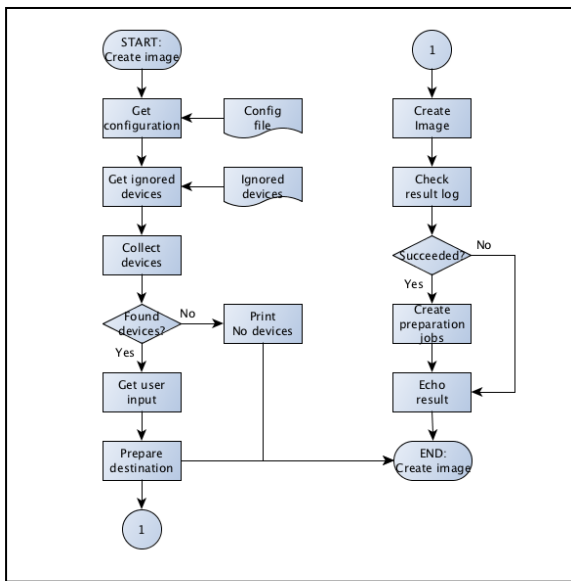 START:
Create image
Get
configuration
Config
file
Get ignored
devices
Ignored
devices
Collect
devices
Found
devices?
No
Print
No devices
Yes
Get user
input
Prepare
destination
1
1
Create
Image
Check
result log
Succeeded?
No
Yes
Create
preparation
jobs
Echo
result
END:
Create image